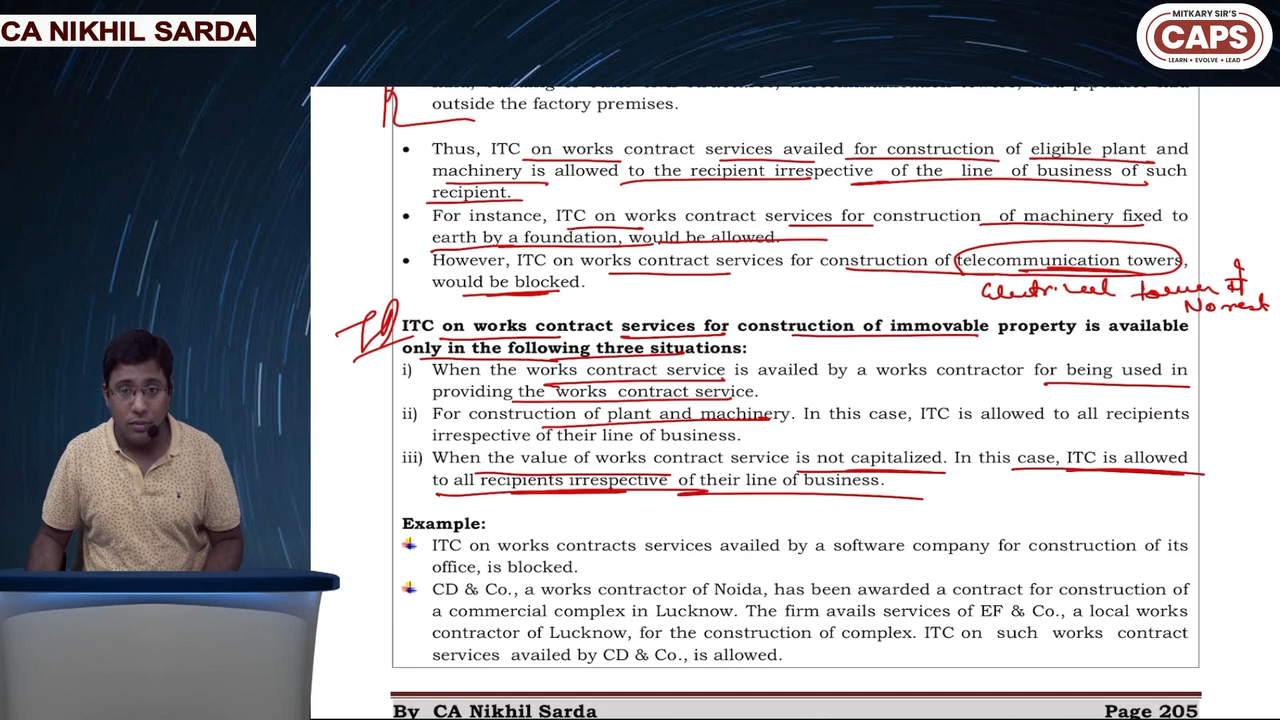 CA NIKHIL SARDA
MITKARY SIR'S
CAPS
LEARN • EVOLVE • LEAD
outside the factory premises.
• Thus, ITC on works contract services availed for construction of eligible plant and
machinery is allowed to the recipient irrespective of the line of business of such
recipient.
• For instance, ITC on works contract services for construction of machinery fixed to
earth by a foundation, would be allowed.
• However, ITC on works contract services for construction of telecommunication towers,
would be blocked.
Electrical tower
ITC on works contract services for construction of immovable property is available
only in the following three situations:
i) When the works contract service is availed by a works contractor for being used in
providing the works contract service.
ii) For construction of plant and machinery. In this case, ITC is allowed to all recipients
irrespective of their line of business.
iii) When the value of works contract service is not capitalized. In this case, ITC is allowed
to all recipients irrespective of their line of business.
Example:
ITC on works contracts services availed by a software company for construction of its
office, is blocked.
CD & Co., a works contractor of Noida, has been awarded a contract for construction of
a commercial complex in Lucknow. The firm avails services of EF & Co., a local works
contractor of Lucknow, for the construction of complex. ITC on such works contract
services availed by CD & Co., is allowed.
By CA Nikhil Sarda
Page 205